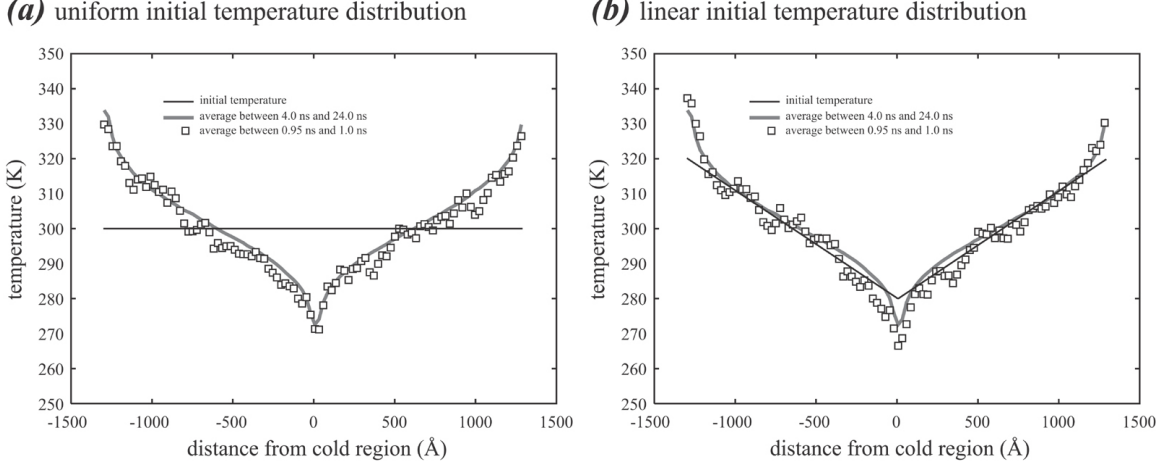 (a) uniform initial temperature distribution
350
340
330
320
310
300
290
280
270
260
250
temperature (K)
initial temperature
average between 4.0 ns and 24.0 ns
average between 0.95 ns and 1.0 ns
-1500 -1000 -500 0 500 1000 1500
distance from cold region (Å)
(b) linear initial temperature distribution
350
340
330
320
310
300
290
280
270
260
250
temperature (K)
initial temperature
average between 4.0 ns and 24.0 ns
average between 0.95 ns and 1.0 ns
-1500 -1000 -500 0 500 1000 1500
distance from cold region (Å)